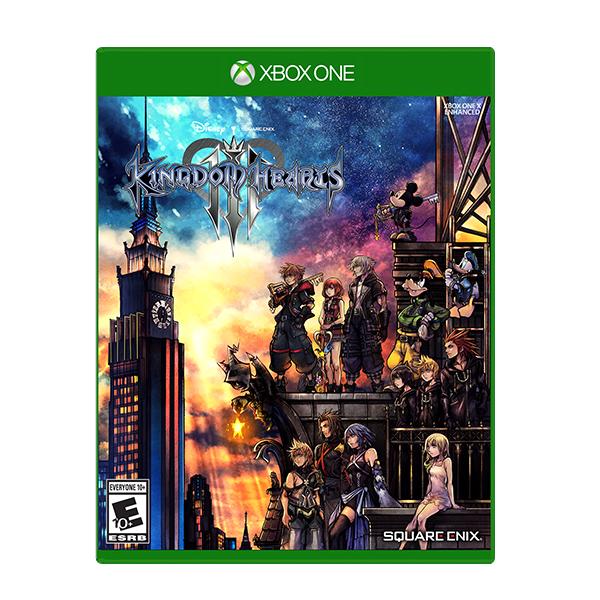 XBOX ONE
XBOX ONE X
ENHANCED
Disney SQUARE ENIX
KINGDOM HEARTS
III
EVERYONE 10+
E
10+
ESRB
SQUARE ENIX